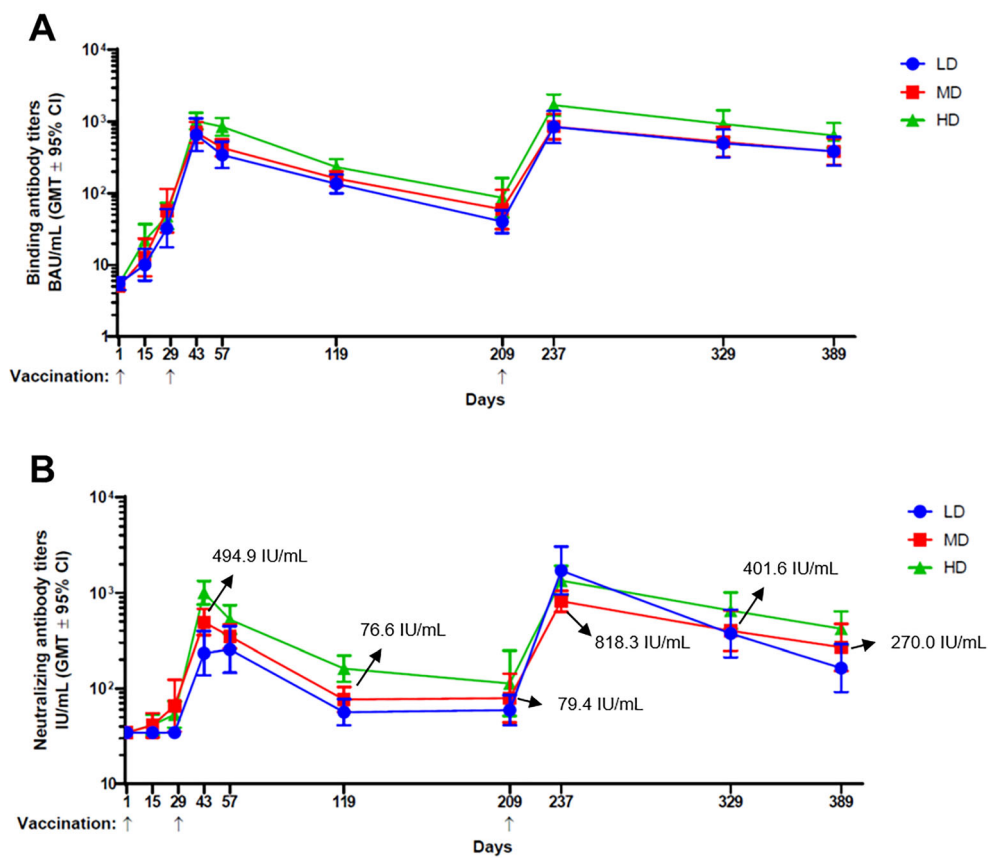 A
Binding antibody titers
BAU/mL (GMT ± 95% CI)
10⁴
10³
10²
10
1
LD
MD
HD
1 15 29 43 57 119 209 237 329 389
Vaccination: ↑ ↑ ↑
Days
B
Neutralizing antibody titers
IU/mL (GMT ± 95% CI)
10⁴
10³
10²
10
494.9 IU/mL
76.6 IU/mL
79.4 IU/mL
818.3 IU/mL
401.6 IU/mL
270.0 IU/mL
LD
MD
HD
1 15 29 43 57 119 209 237 329 389
Vaccination: ↑ ↑ ↑
Days